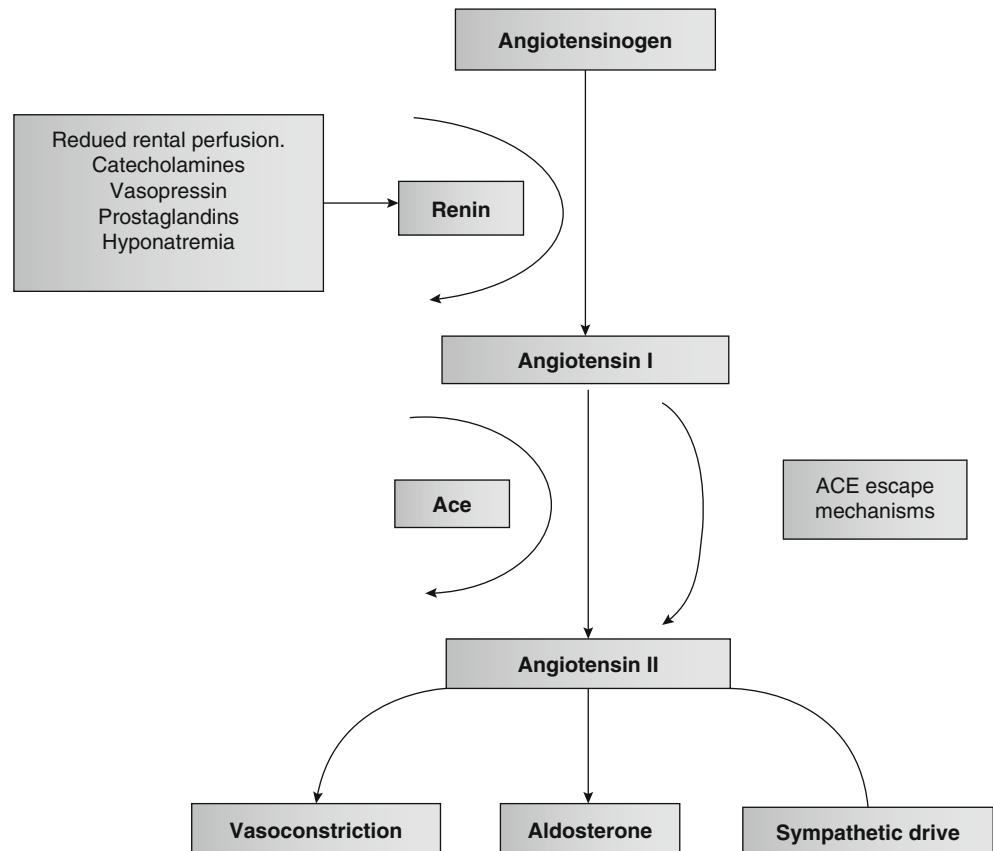 Angiotensinogen
Redued rental perfusion.
Catecholamines
Vasopressin
Prostaglandins
Hyponatremia
Renin
Angiotensin I
Ace
ACE escape
mechanisms
Angiotensin II
Vasoconstriction
Aldosterone
Sympathetic drive